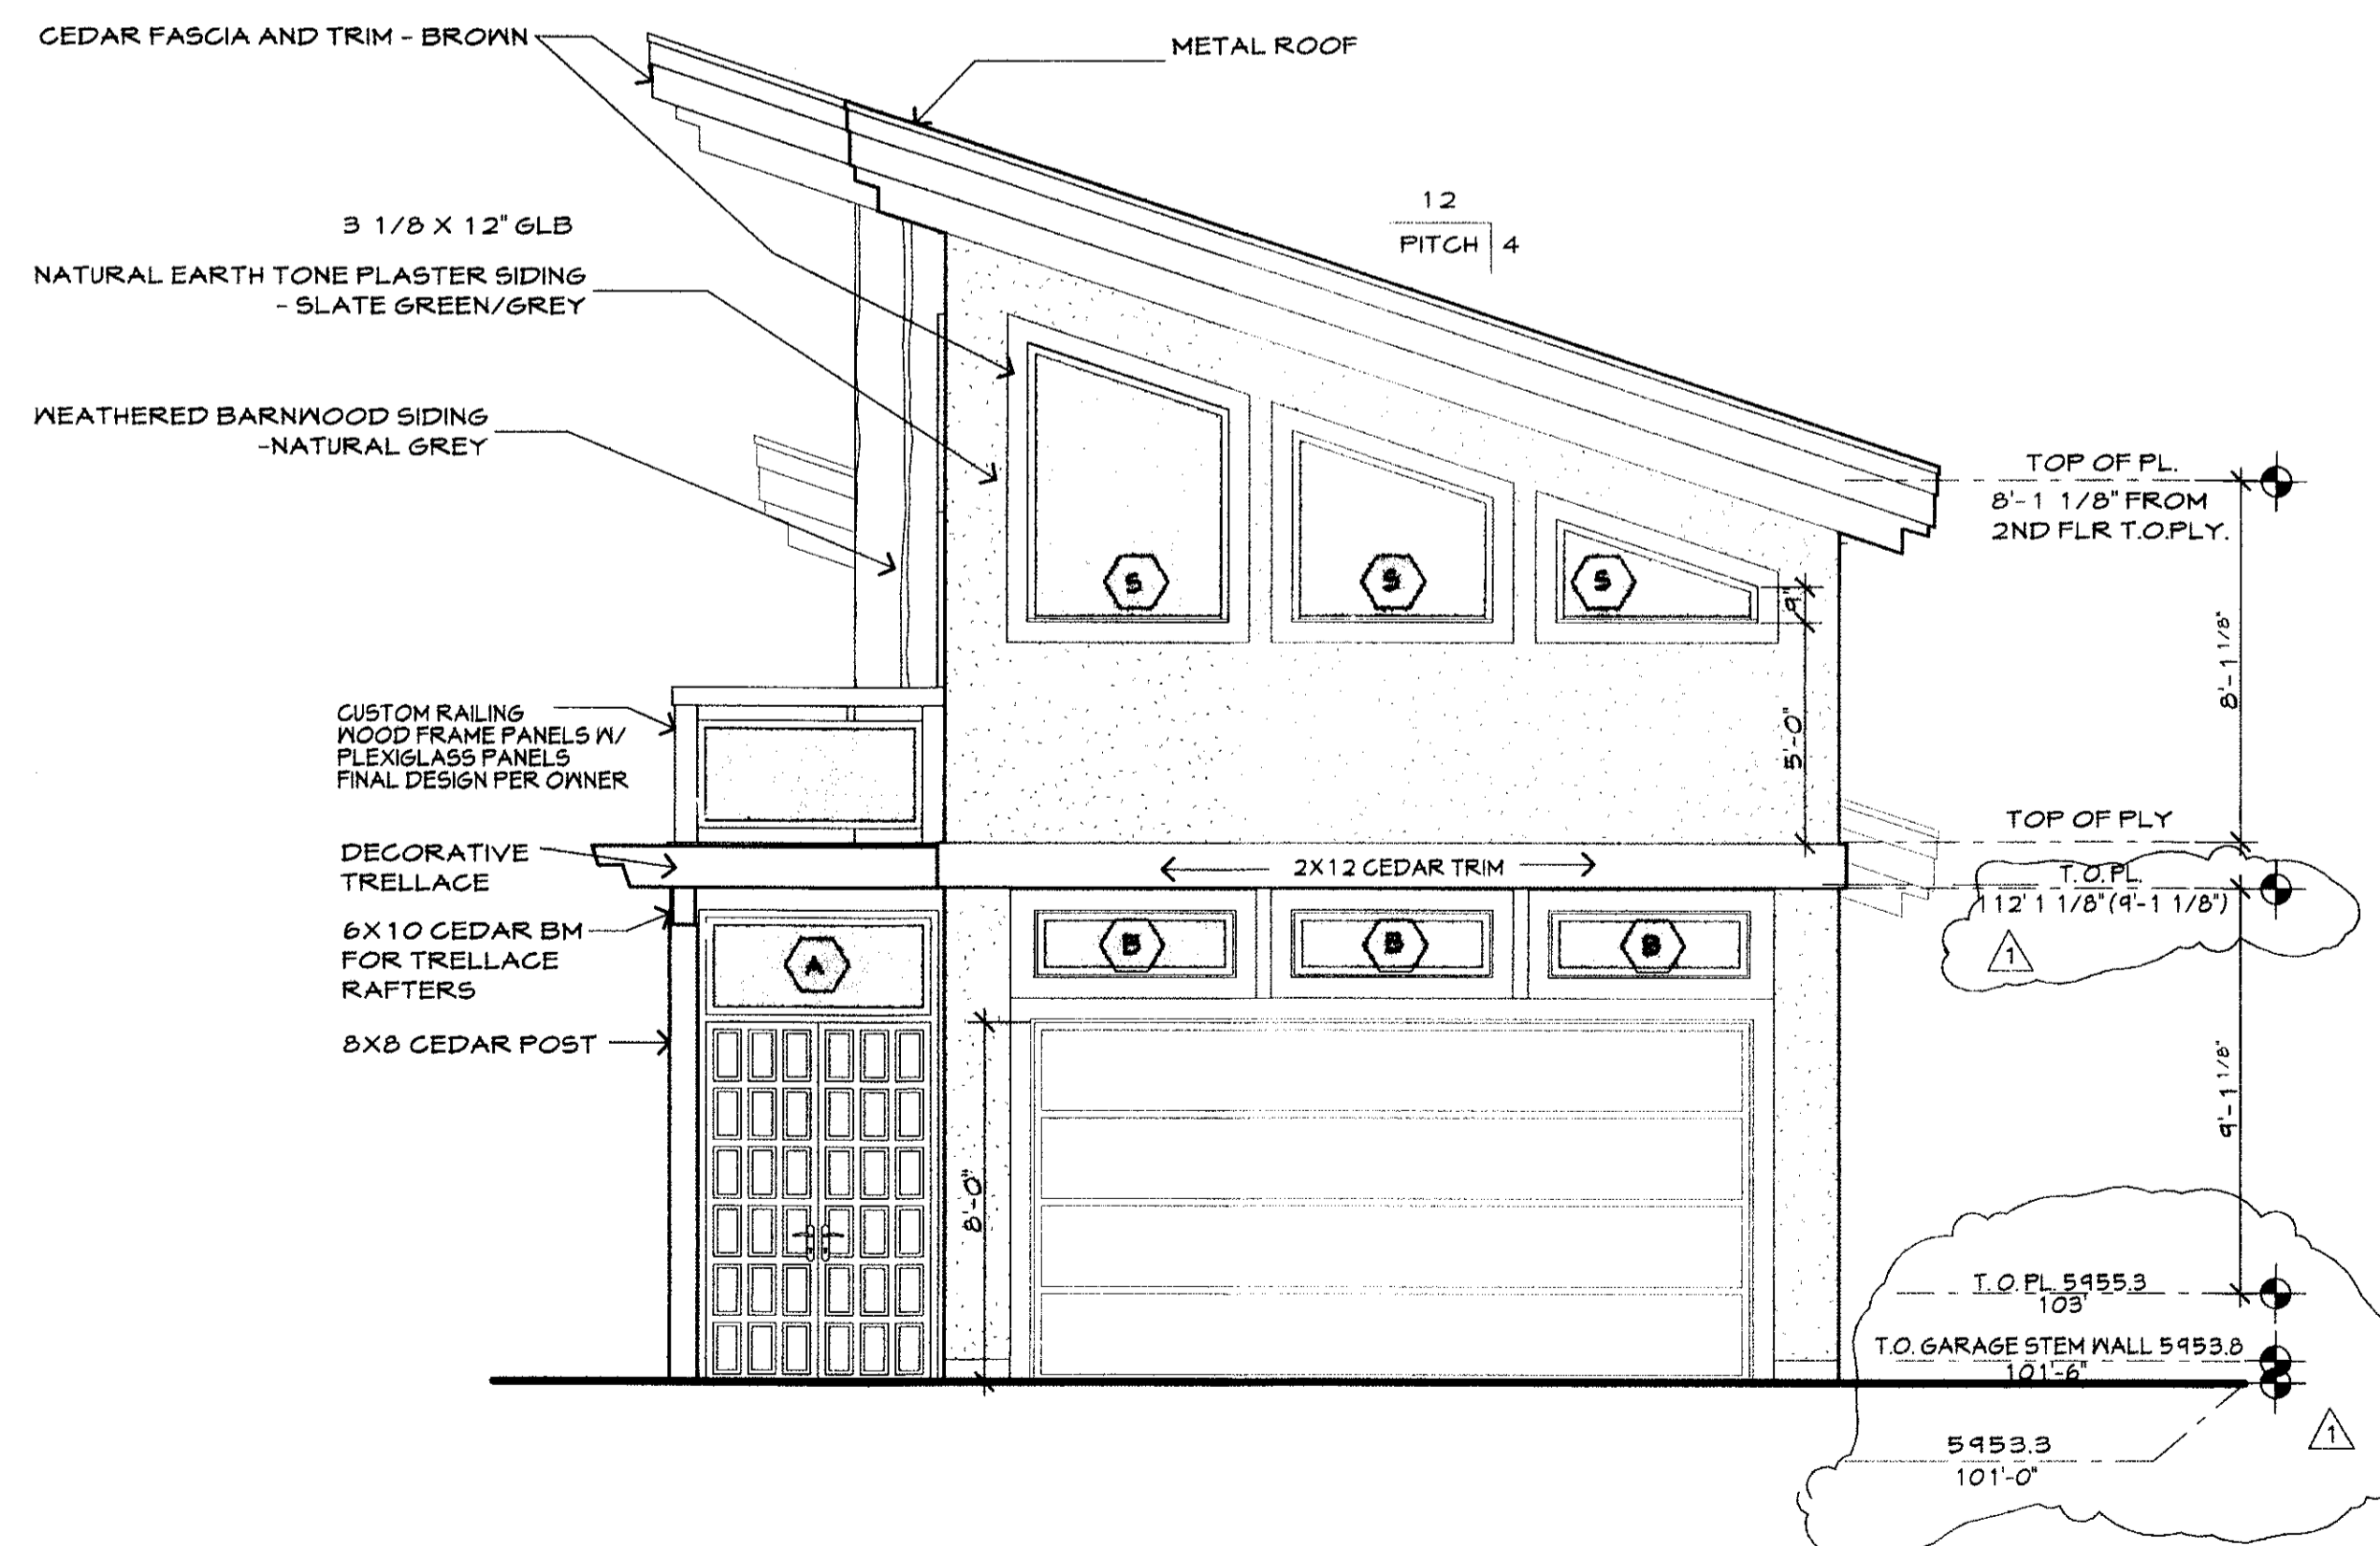 CEDAR FASCIA AND TRIM - BROWN
METAL ROOF
12
PITCH 4
3 1/8 X 12" GLB
NATURAL EARTH TONE PLASTER SIDING
- SLATE GREEN/GREY
WEATHERED BARNWOOD SIDING
-NATURAL GREY
TOP OF PL.
8'-1 1/8" FROM
2ND FLR T.O.PLY.
S
S
S
9"
8'-1 1/8"
5'-0"
CUSTOM RAILING
WOOD FRAME PANELS W/
PLEXIGLASS PANELS
FINAL DESIGN PER OWNER
TOP OF PLY
DECORATIVE
TRELLACE
2X12 CEDAR TRIM
T.O.PL.
112' 1 1/8" (9'-1 1/8")
1
6X10 CEDAR BM
FOR TRELLACE
RAFTERS
A
B
B
B
8X8 CEDAR POST
9'-1 1/8"
8'-0"
T.O.PL. 5955.3
103'
T.O. GARAGE STEM WALL 5953.8
101'-6"
5953.3
101'-0"
1